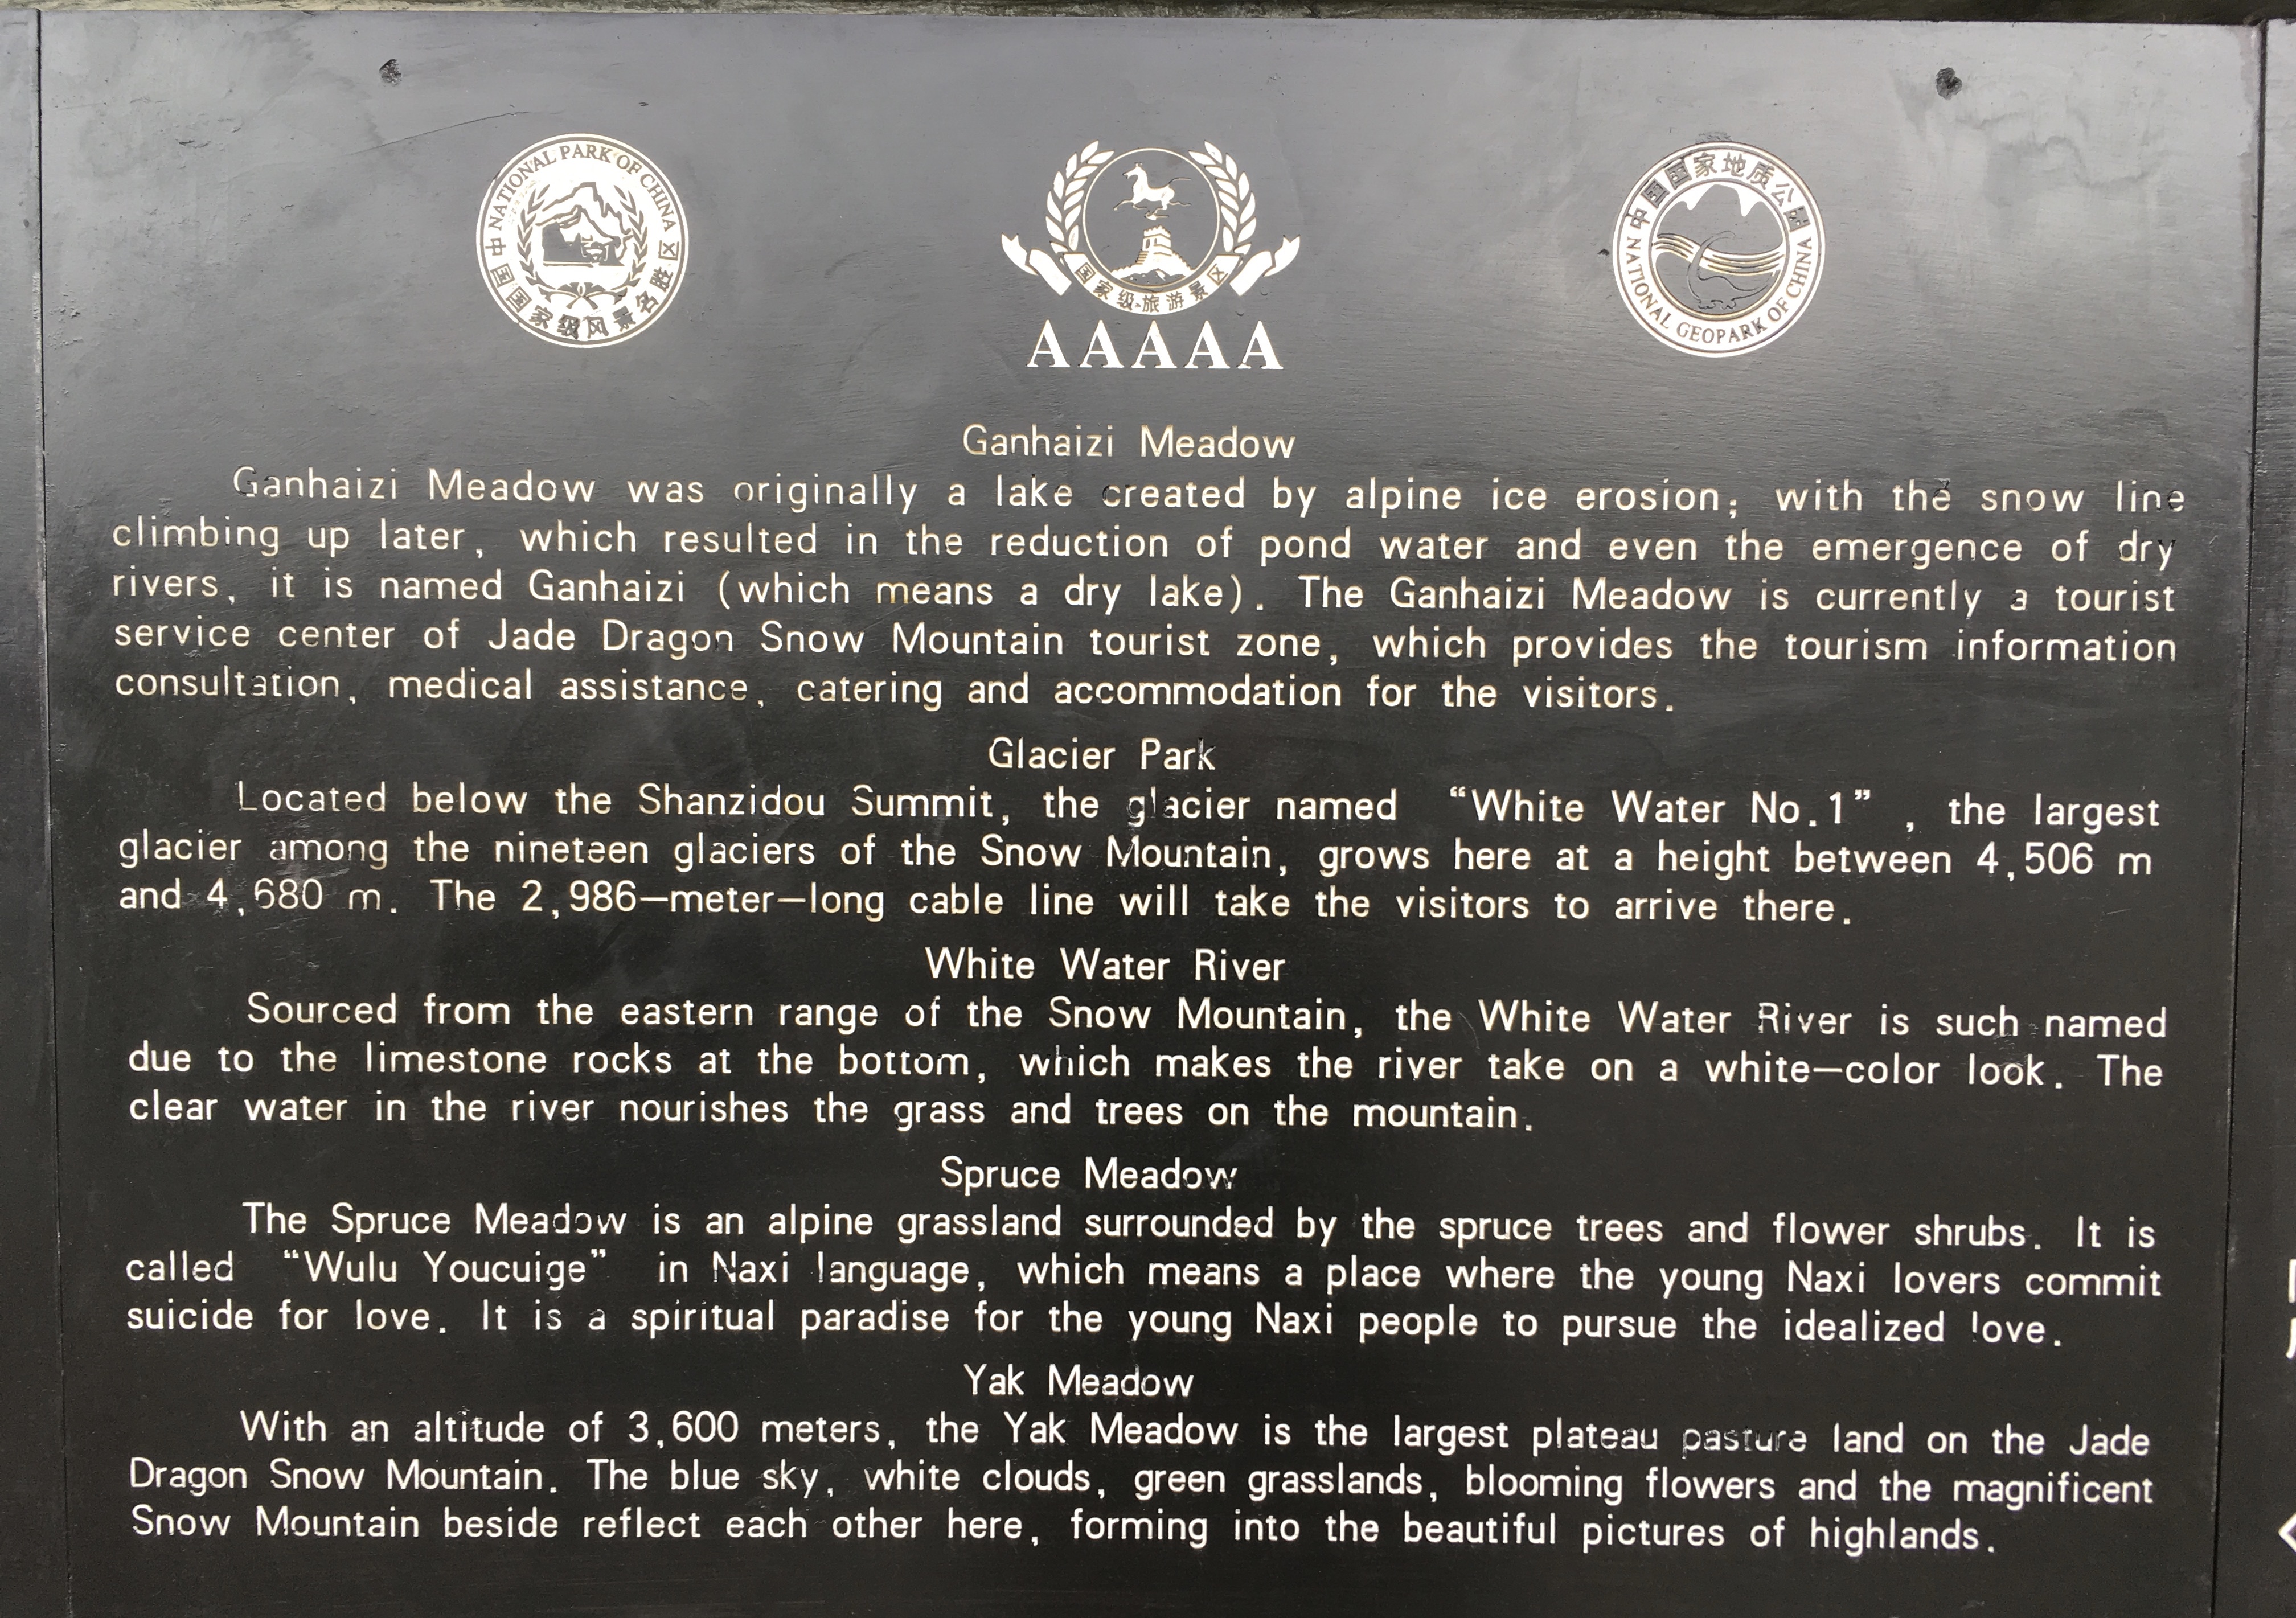 NATIONAL PARK OF CHINA
中国国家级风景名胜区
国家级旅游景区
AAAAA
中国国家地质公园
NATIONAL GEOPARK OF CHINA
Ganhaizi Meadow
Ganhaizi Meadow was originally a lake created by alpine ice erosion; with the snow line
climbing up later, which resulted in the reduction of pond water and even the emergence of dry
rivers, it is named Ganhaizi (which means a dry lake). The Ganhaizi Meadow is currently a tourist
service center of Jade Dragon Snow Mountain tourist zone, which provides the tourism information
consultation, medical assistance, catering and accommodation for the visitors.
Glacier Park
Located below the Shanzidou Summit, the glacier named “White Water No.1”, the largest
glacier among the nineteen glaciers of the Snow Mountain, grows here at a height between 4,506 m
and 4,680 m. The 2,986—meter—long cable line will take the visitors to arrive there.
White Water River
Sourced from the eastern range of the Snow Mountain, the White Water River is such named
due to the limestone rocks at the bottom, which makes the river take on a white—color look. The
clear water in the river nourishes the grass and trees on the mountain.
Spruce Meadow
The Spruce Meadow is an alpine grassland surrounded by the spruce trees and flower shrubs. It is
called “Wulu Youcuige” in Naxi language, which means a place where the young Naxi lovers commit
suicide for love. It is a spiritual paradise for the young Naxi people to pursue the idealized love.
Yak Meadow
With an altitude of 3,600 meters, the Yak Meadow is the largest plateau pasture land on the Jade
Dragon Snow Mountain. The blue sky, white clouds, green grasslands, blooming flowers and the magnificent
Snow Mountain beside reflect each other here, forming into the beautiful pictures of highlands.